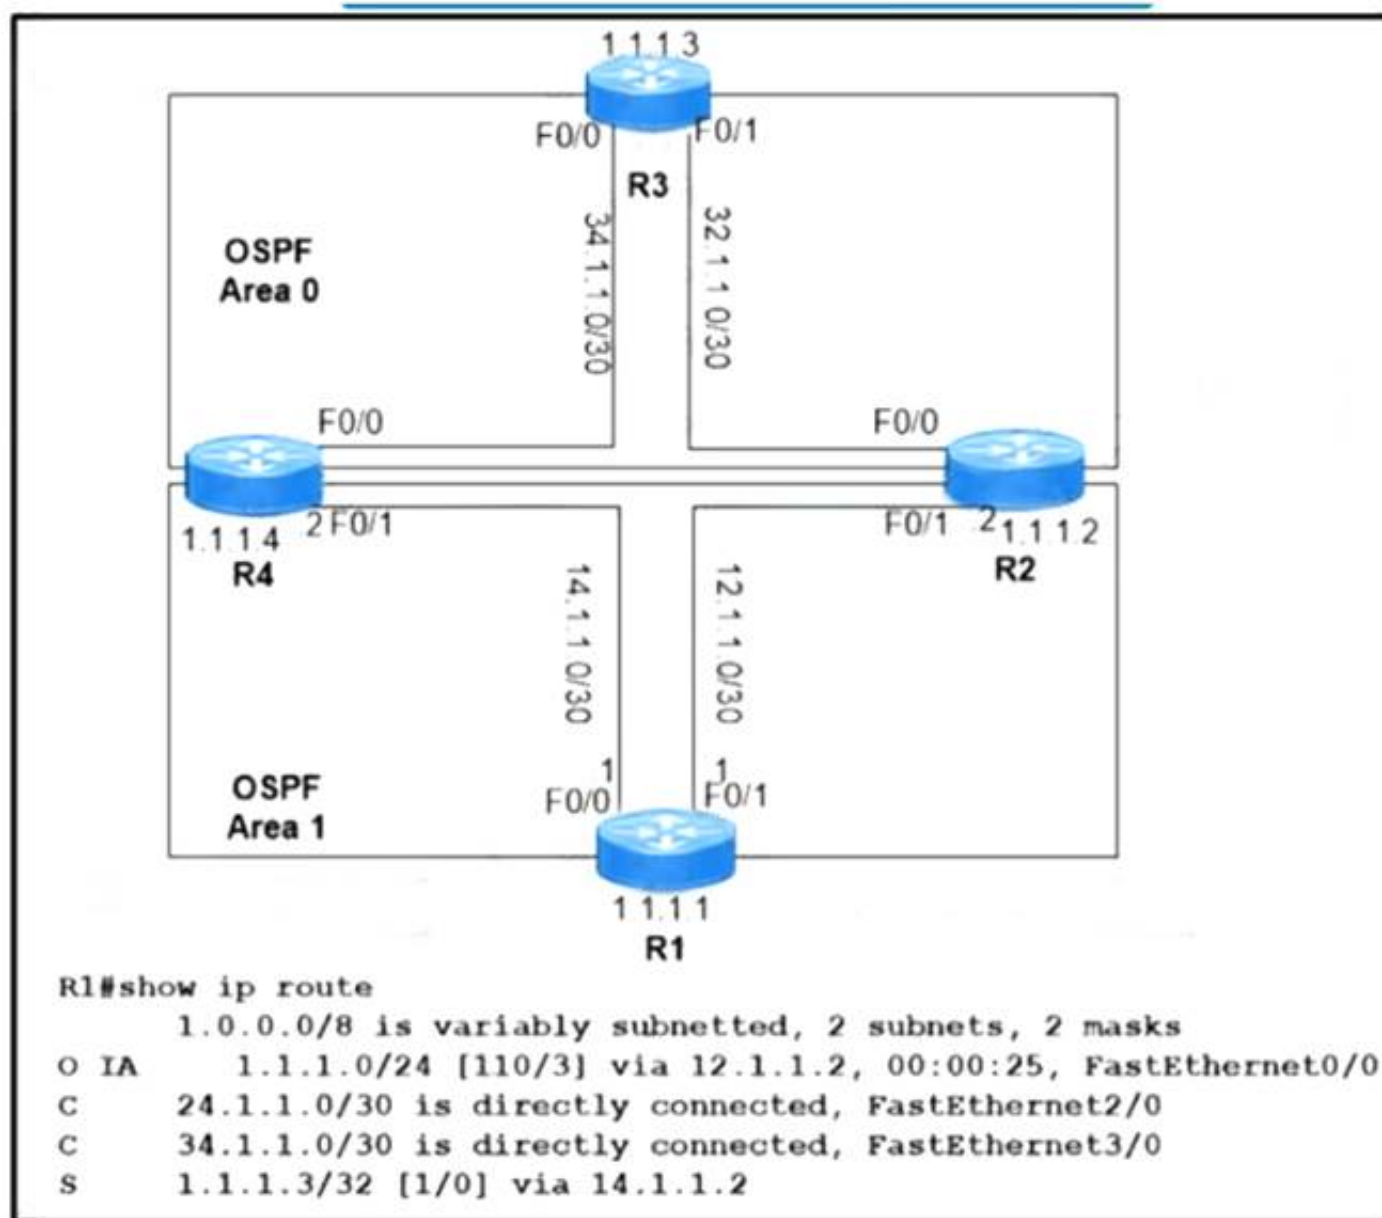 1 1.1 3
F0/0
F0/1
R3
34.1.1.0/30
32.1.1 0/30
OSPF
Area 0
F0/0
F0/0
2 F0/1
F0/1 .2
1.1 1.4
1.1 1.2
R4
R2
14.1.1 0/30
12.1.1.0/30
1
1
F0/0
F0/1
OSPF
Area 1
1 1.1 1
R1
R1#show ip route
1.0.0.0/8 is variably subnetted, 2 subnets, 2 masks
O IA 1.1.1.0/24 [110/3] via 12.1.1.2, 00:00:25, FastEthernet0/0
C 24.1.1.0/30 is directly connected, FastEthernet2/0
C 34.1.1.0/30 is directly connected, FastEthernet3/0
S 1.1.1.3/32 [1/0] via 14.1.1.2